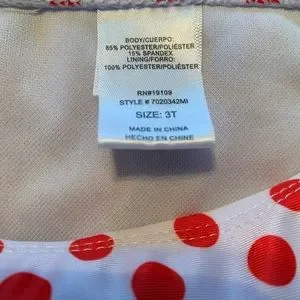 BODY/CUERPO:
85% POLYESTER/POLIÉSTER
15% SPANDEX
LINING/FORRO:
100% POLYESTER/POLIÉSTER
RN#19109
STYLE # 7020342MI
SIZE: 3T
MADE IN CHINA
HECHO EN CHINE